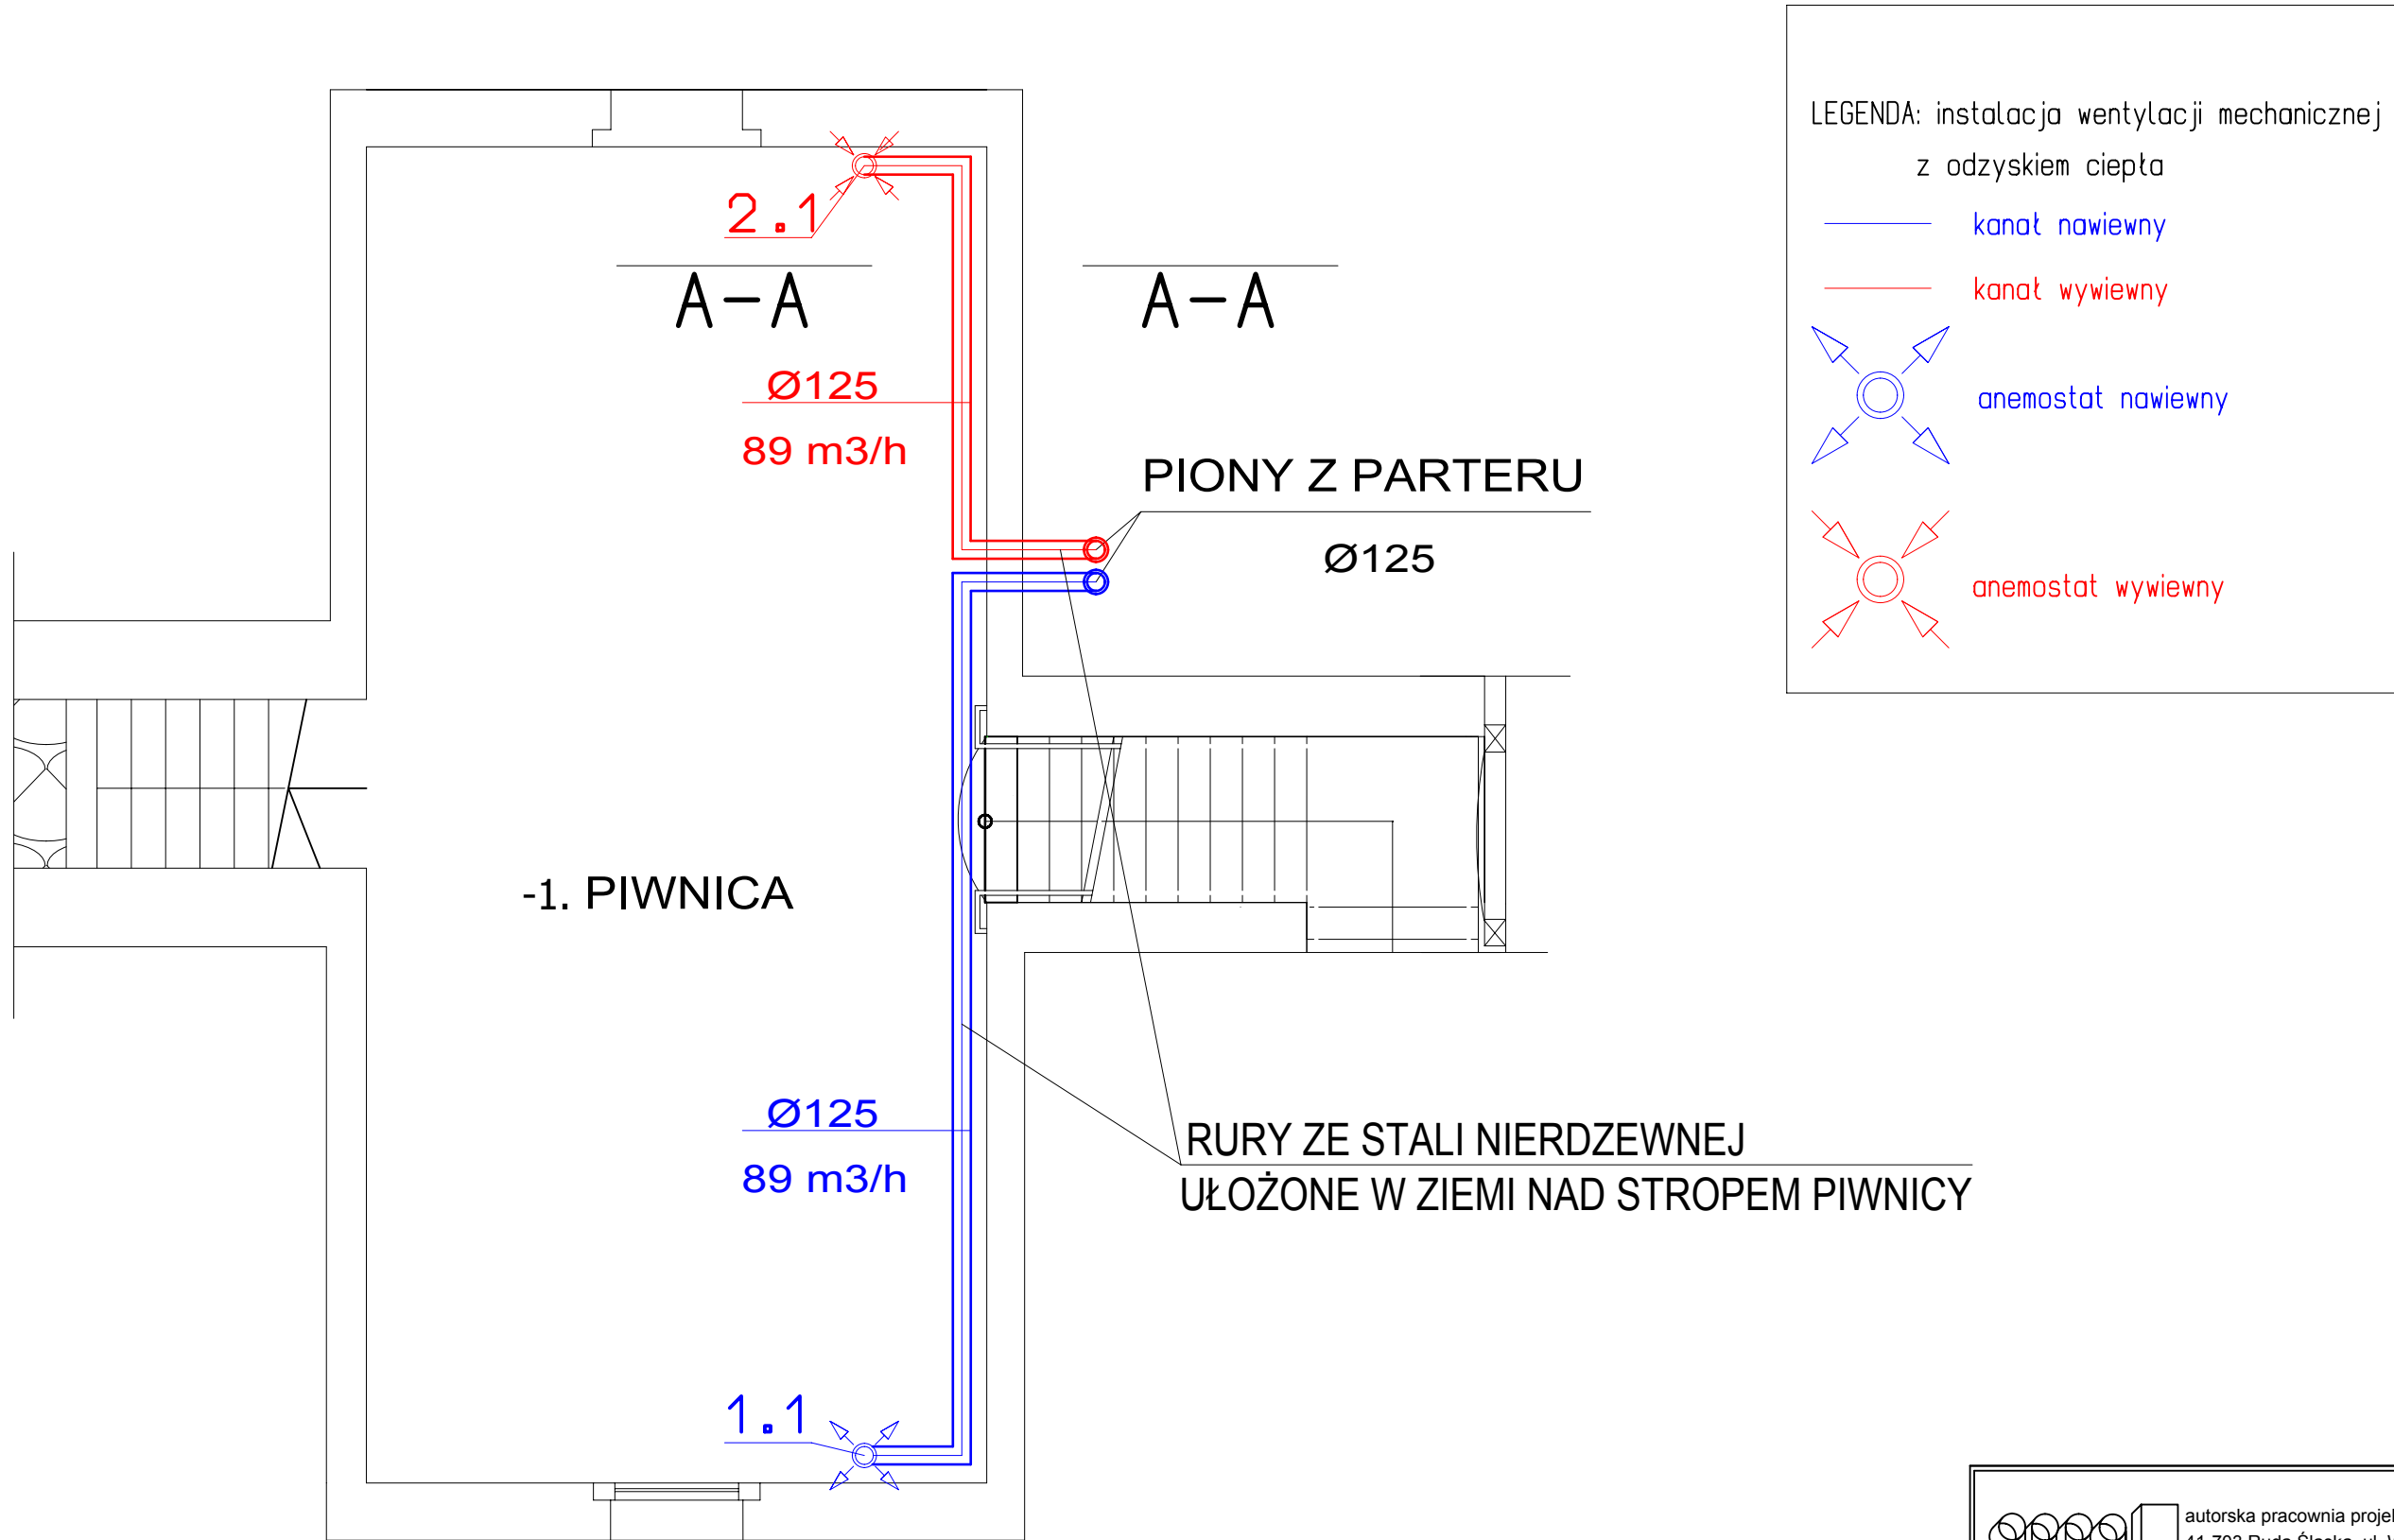 LEGENDA: instalacja wentylacji mechanicznej
z odzyskiem ciepła
kanał nawiewny
kanał wywiewny
anemostat nawiewny
anemostat wywiewny
2.1
A-A
A-A
Ø125
89 m3/h
PIONY Z PARTERU
Ø125
-1. PIWNICA
Ø125
89 m3/h
RURY ZE STALI NIERDZEWNEJ
UŁOŻONE W ZIEMI NAD STROPEM PIWNICY
1.1
autorska pracownia